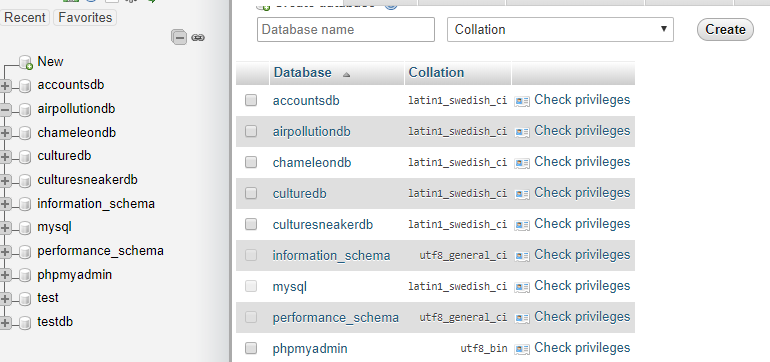 Recent Favorites
New
accountsdb
airpollutiondb
chameleondb
culturedb
culturesneakerdb
information_schema
mysql
performance_schema
phpmyadmin
test
testdb
Create database
Database name Collation Create
Database Collation
accountsdb latin1_swedish_ci Check privileges
airpollutiondb latin1_swedish_ci Check privileges
chameleondb latin1_swedish_ci Check privileges
culturedb latin1_swedish_ci Check privileges
culturesneakerdb latin1_swedish_ci Check privileges
information_schema utf8_general_ci Check privileges
mysql latin1_swedish_ci Check privileges
performance_schema utf8_general_ci Check privileges
phpmyadmin utf8_bin Check privileges